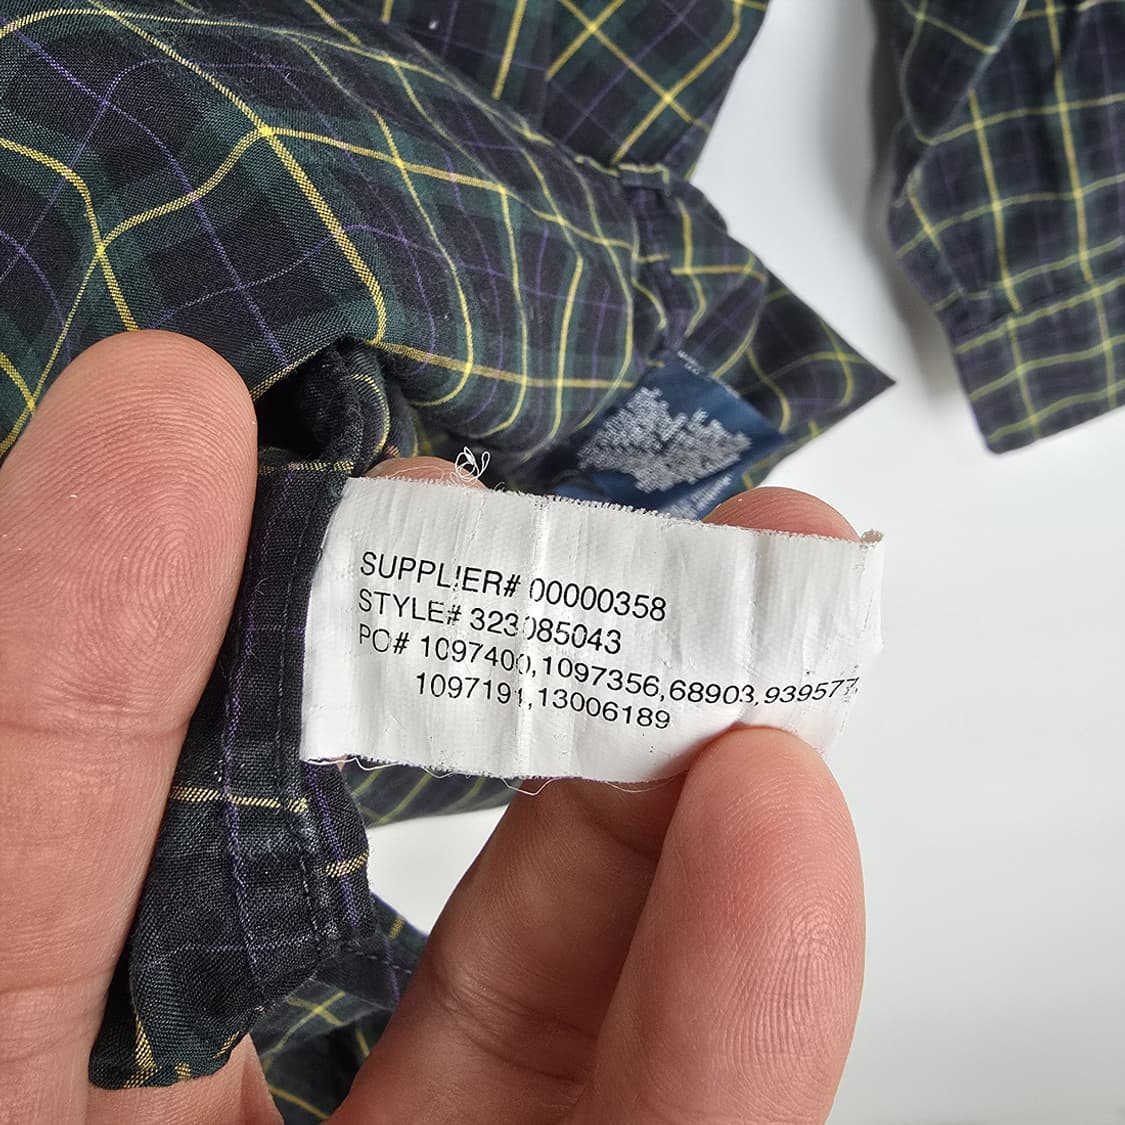 SUPPLIER# 00000358
STYLE# 323085043
PO# 1097400,1097356,68903,939577,
1097191,13006189